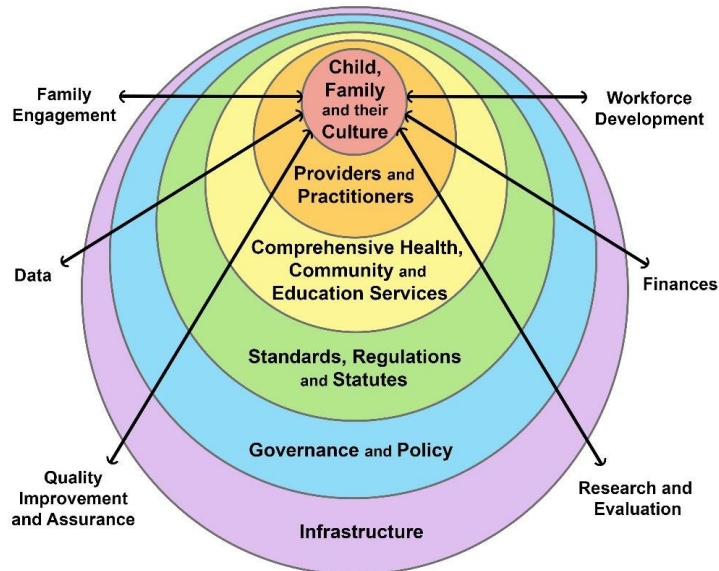 Child,
Family
and their
Culture
Family
Engagement
Workforce
Development
Providers and
Practitioners
Comprehensive Health,
Community and
Education Services
Data
Finances
Standards, Regulations
and Statutes
Governance and Policy
Quality
Improvement
and Assurance
Research and
Evaluation
Infrastructure